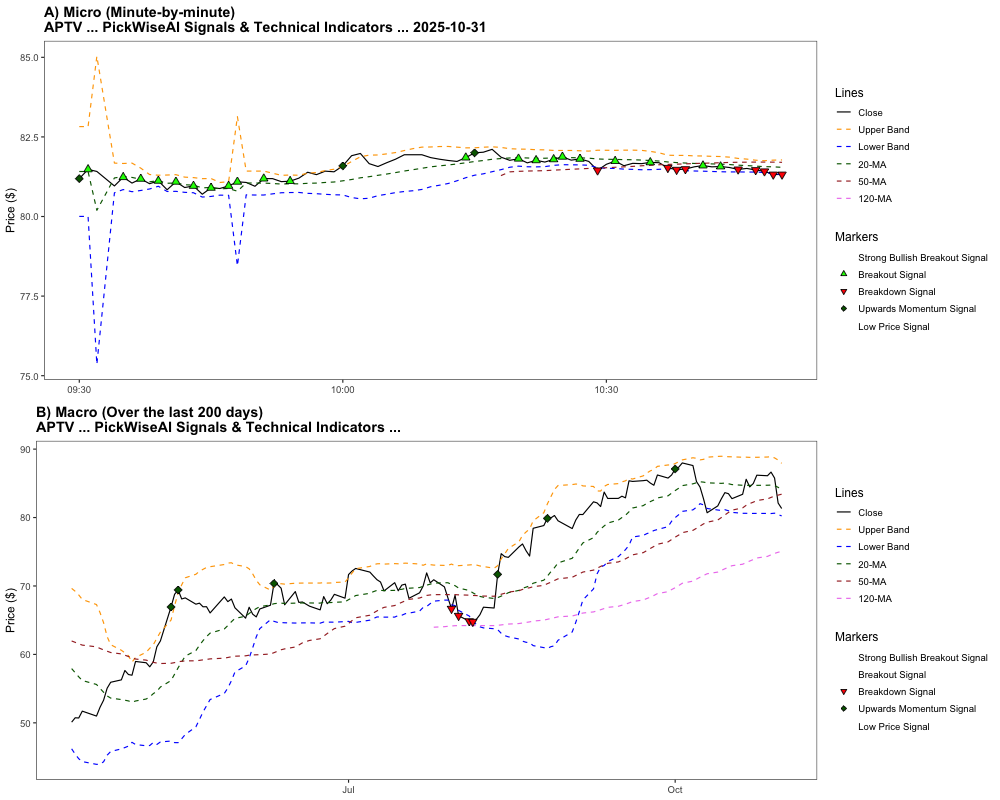 A) Micro (Minute-by-minute)
APTV ... PickWiseAI Signals & Technical Indicators ... 2025-10-31
Price ($)
85.0
82.5
80.0
77.5
75.0
09:30
10:00
10:30
Lines
Close
Upper Band
Lower Band
20-MA
50-MA
120-MA
Markers
Strong Bullish Breakout Signal
Breakout Signal
Breakdown Signal
Upwards Momentum Signal
Low Price Signal
B) Macro (Over the last 200 days)
APTV ... PickWiseAI Signals & Technical Indicators ...
Price ($)
90
80
70
60
50
Jul
Oct
Lines
Close
Upper Band
Lower Band
20-MA
50-MA
120-MA
Markers
Strong Bullish Breakout Signal
Breakout Signal
Breakdown Signal
Upwards Momentum Signal
Low Price Signal